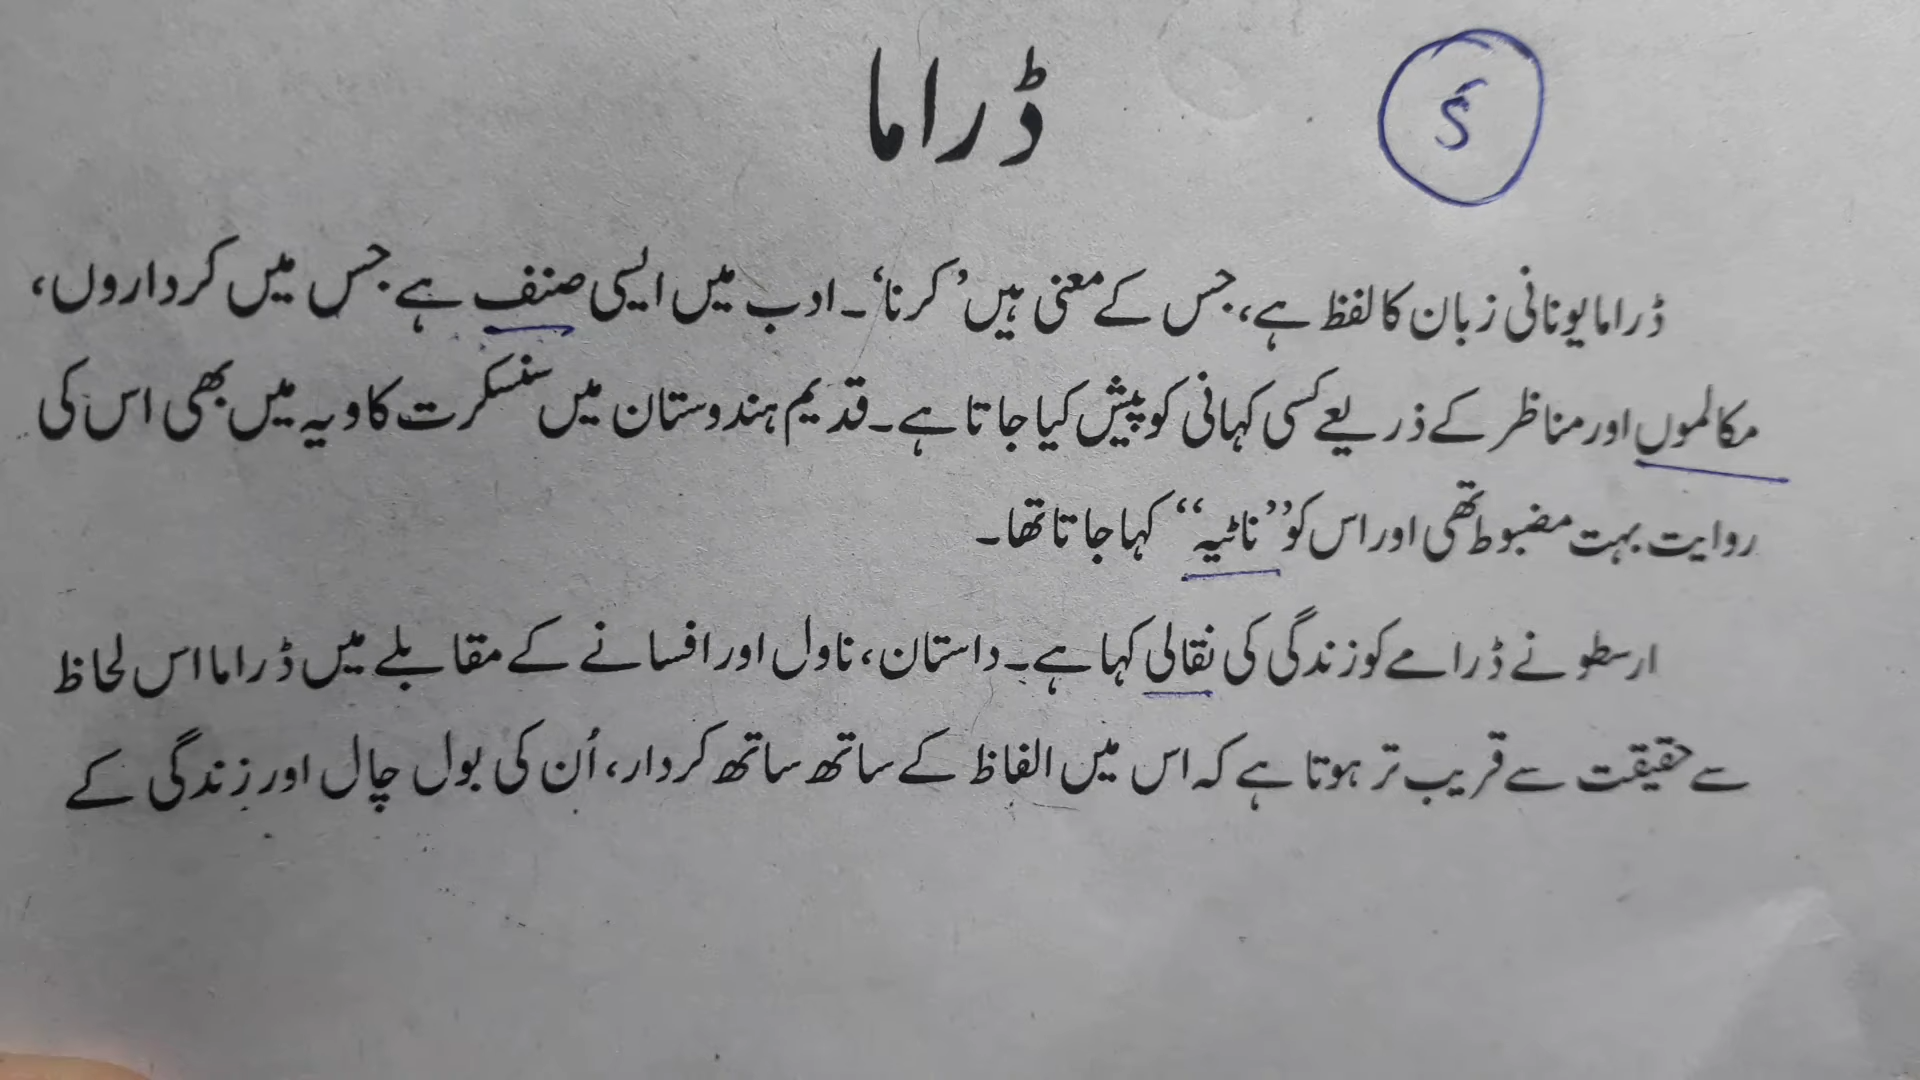 ڈراما
5
ڈراما یونانی زبان کا لفظ ہے، جس کے معنی ہیں ’کرنا‘۔ ادب میں ایسی صنف ہے جس میں کرداروں،
مکالموں اور مناظر کے ذریعے کسی کہانی کو پیش کیا جاتا ہے۔ قدیم ہندوستان میں سنسکرت کاویہ میں بھی اس کی
روایت بہت مضبوط تھی اور اس کو ’’ناٹیہ‘‘ کہا جاتا تھا۔
ارسطو نے ڈرامے کو زندگی کی نقالی کہا ہے۔ داستان، ناول اور افسانے کے مقابلے میں ڈراما اس لحاظ
سے حقیقت سے قریب تر ہوتا ہے کہ اس میں الفاظ کے ساتھ ساتھ کردار، اُن کی بول چال اور زندگی کے